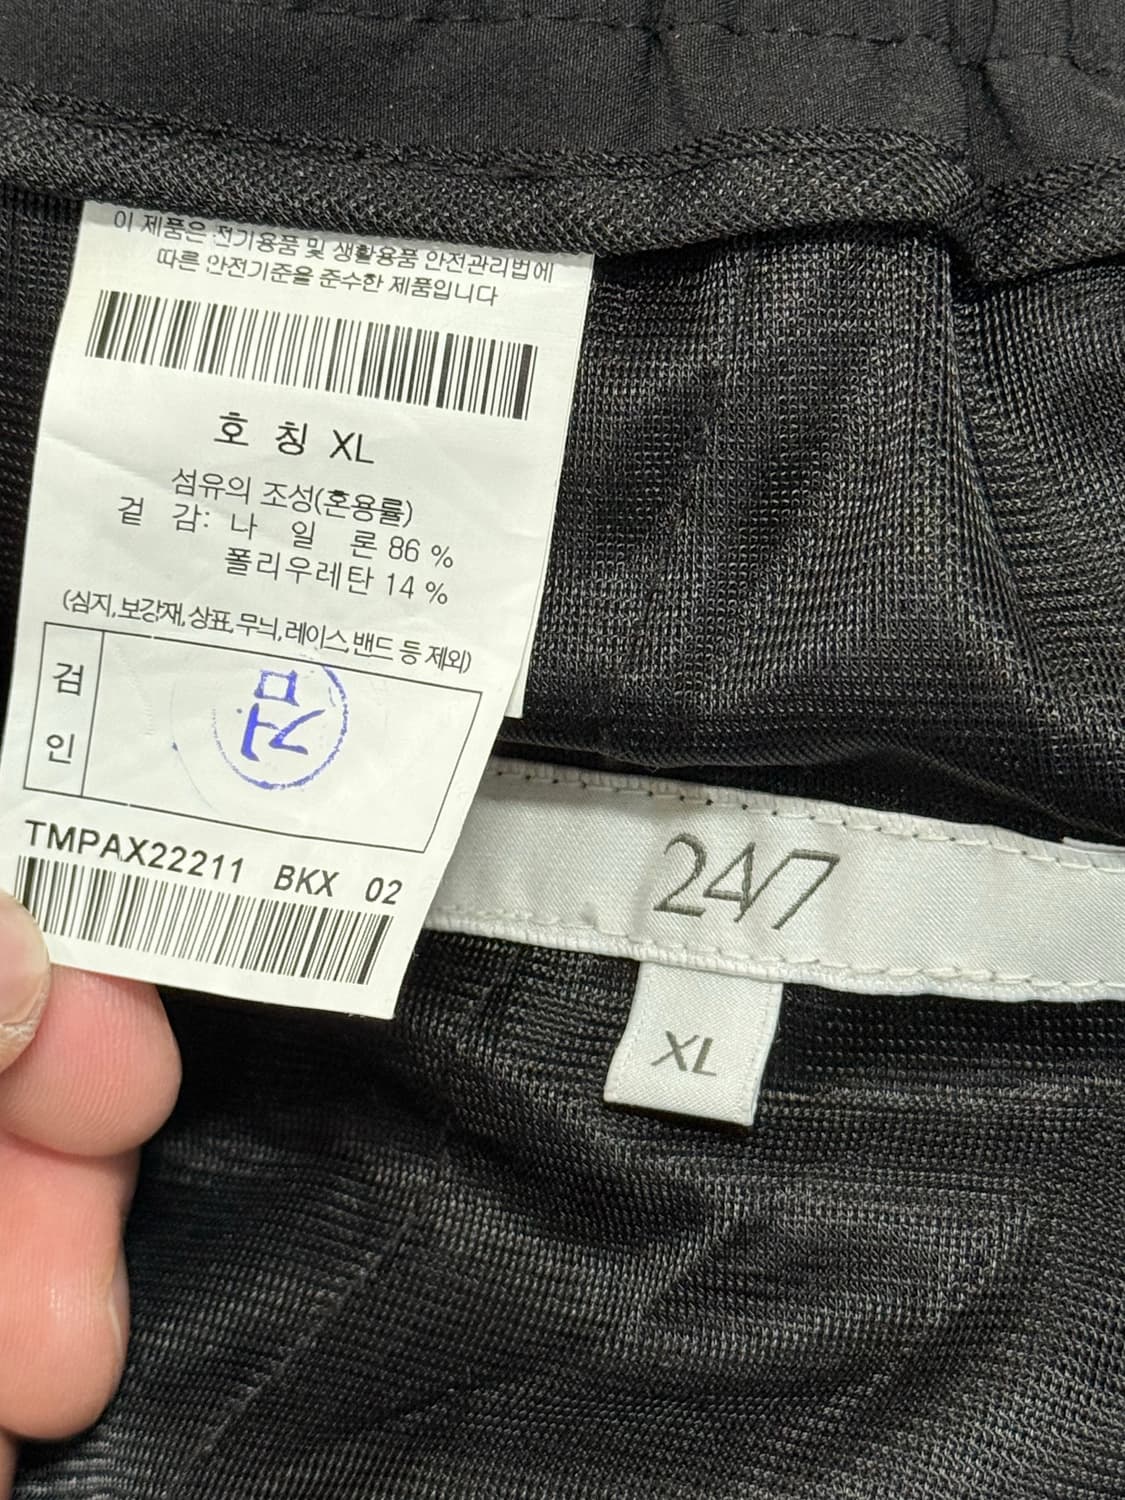 이 제품은 전기용품 및 생활용품 안전관리법에
따른 안전기준을 준수한 제품입니다
호 칭 XL
섬유의 조성(혼용률)
겉 감: 나 일 론 86 %
폴리우레탄 14 %
(심지,보강재,상표,무늬,레이스,밴드 등 제외)
검
인
검
TMPAX22211 BKX 02
24/7
XL